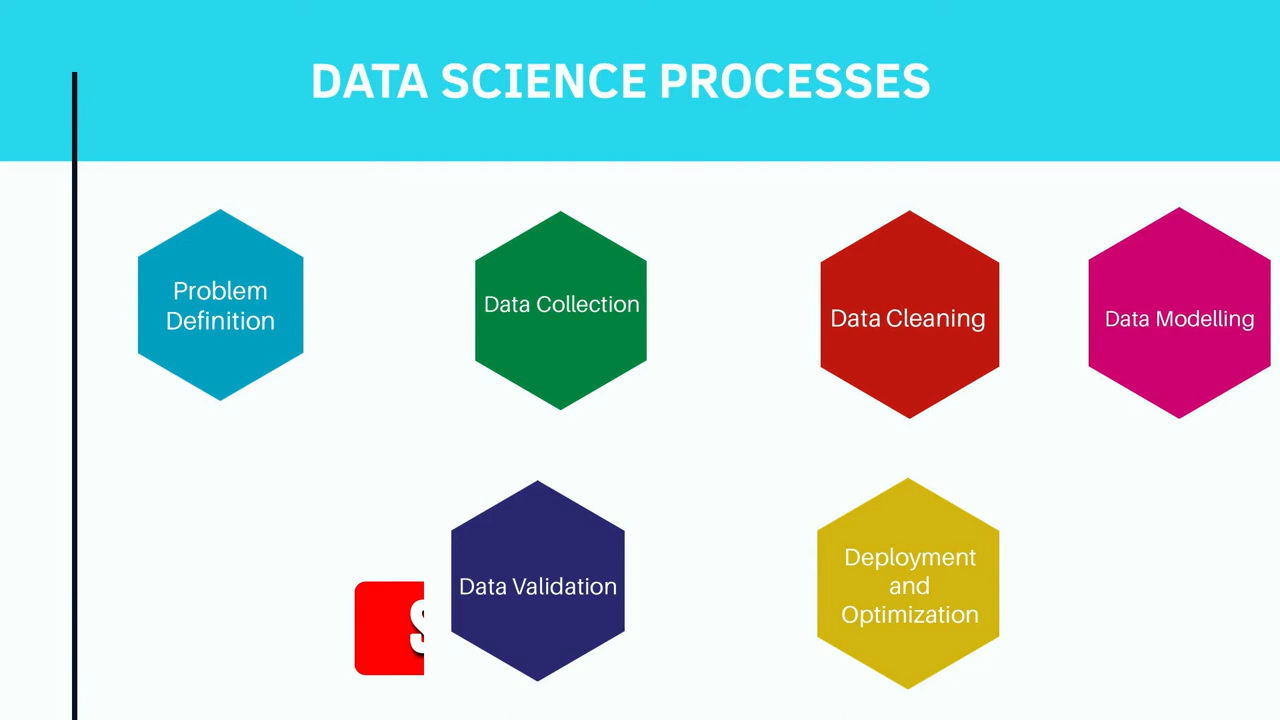 DATA SCIENCE PROCESSES
Problem
Definition
Data Collection
Data Cleaning
Data Modelling
Data Validation
Deployment
and
Optimization